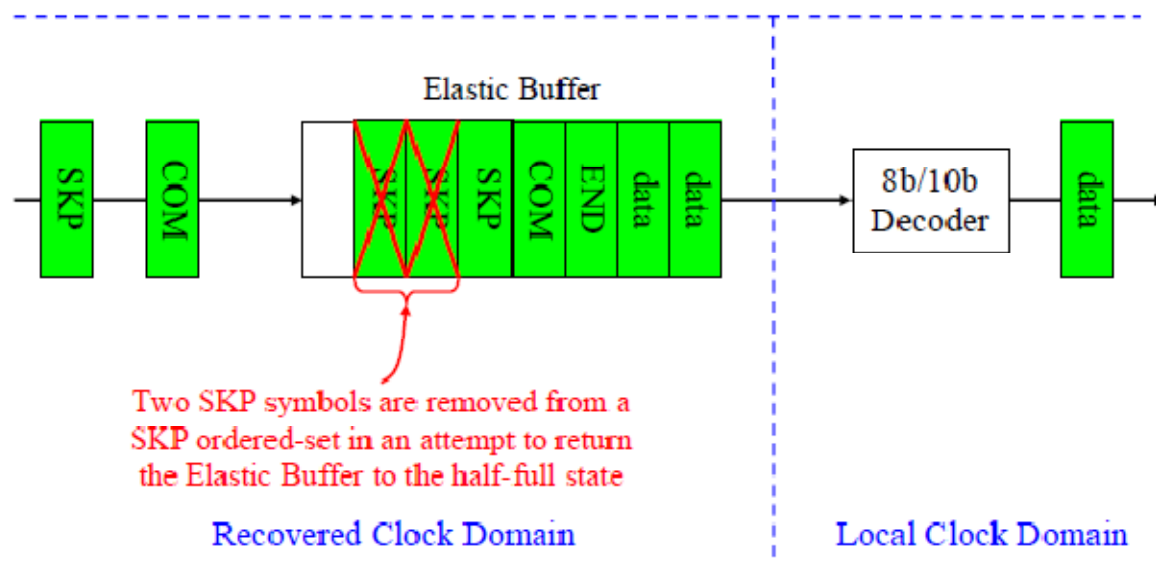 Elastic Buffer
SKP
COM
SKP
SKP
SKP
COM
END
data
data
8b/10b
Decoder
data
Two SKP symbols are removed from a
SKP ordered-set in an attempt to return
the Elastic Buffer to the half-full state
Recovered Clock Domain
Local Clock Domain